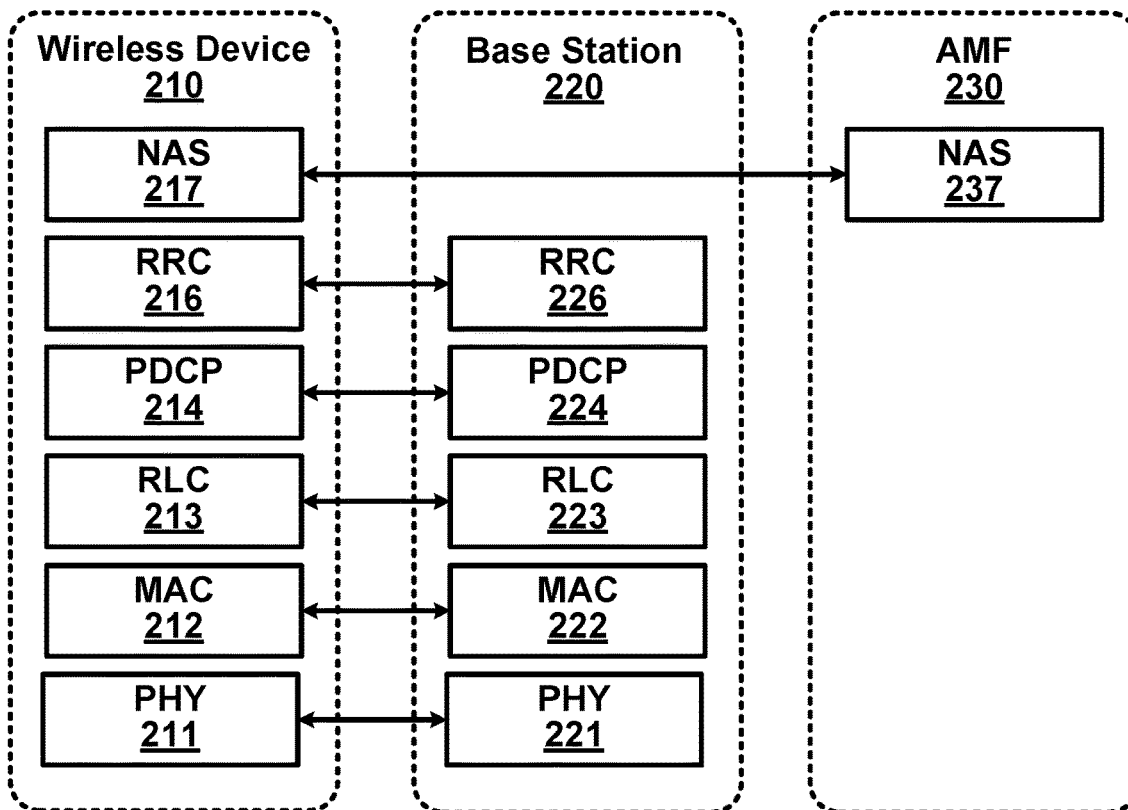 Wireless Device
210
Base Station
220
AMF
230
NAS
217
NAS
237
RRC
216
RRC
226
PDCP
214
PDCP
224
RLC
213
RLC
223
MAC
212
MAC
222
PHY
211
PHY
221